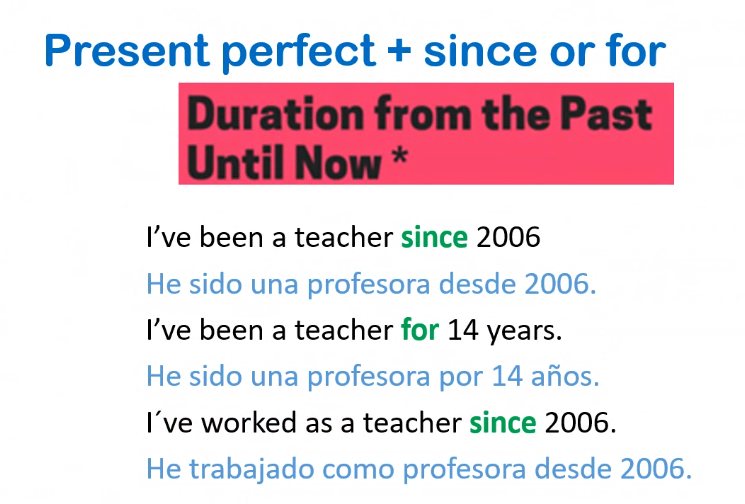 Present perfect + since or for
Duration from the Past
Until Now *
I’ve been a teacher since 2006
He sido una profesora desde 2006.
I’ve been a teacher for 14 years.
He sido una profesora por 14 años.
I´ve worked as a teacher since 2006.
He trabajado como profesora desde 2006.